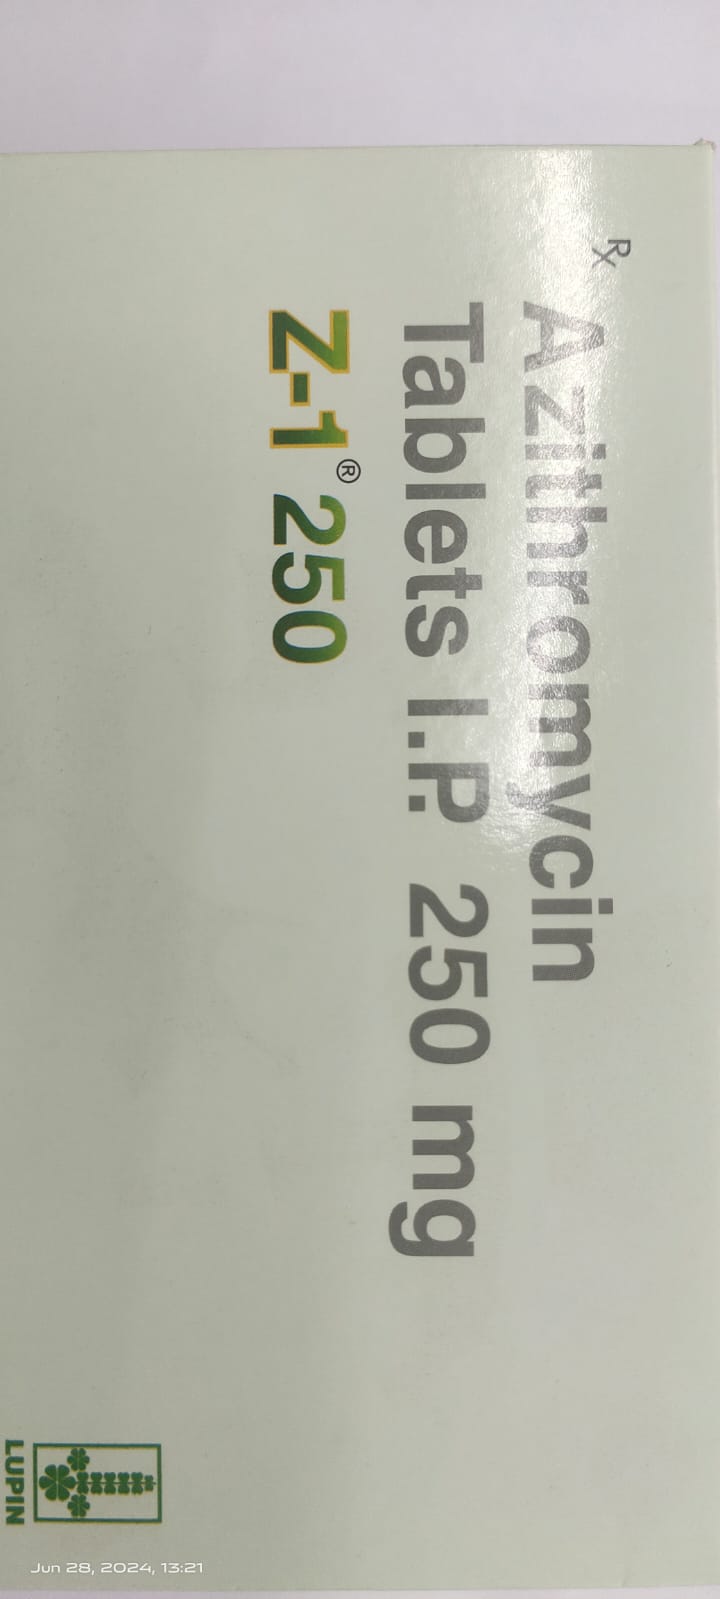 Rx
Azithromycin
Tablets I.P. 250 mg
Z-1® 250
LUPIN
Jun 28, 2024, 13:21